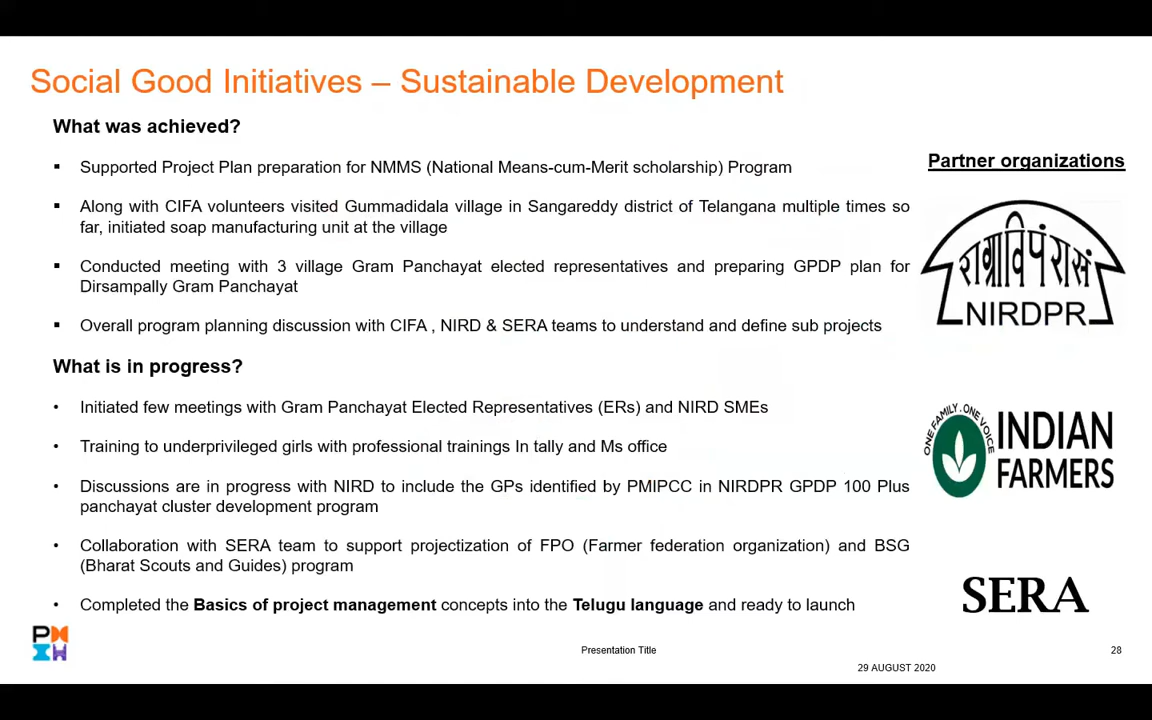 Social Good Initiatives – Sustainable Development
What was achieved?
▪ Supported Project Plan preparation for NMMS (National Means-cum-Merit scholarship) Program
▪ Along with CIFA volunteers visited Gummadidala village in Sangareddy district of Telangana multiple times so
far, initiated soap manufacturing unit at the village
▪ Conducted meeting with 3 village Gram Panchayat elected representatives and preparing GPDP plan for
Dirsampally Gram Panchayat
▪ Overall program planning discussion with CIFA , NIRD & SERA teams to understand and define sub projects
What is in progress?
• Initiated few meetings with Gram Panchayat Elected Representatives (ERs) and NIRD SMEs
• Training to underprivileged girls with professional trainings In tally and Ms office
• Discussions are in progress with NIRD to include the GPs identified by PMIPCC in NIRDPR GPDP 100 Plus
panchayat cluster development program
• Collaboration with SERA team to support projectization of FPO (Farmer federation organization) and BSG
(Bharat Scouts and Guides) program
• Completed the Basics of project management concepts into the Telugu language and ready to launch
Partner organizations
राग्राविपंरासं
NIRDPR
ONE FAMILY . ONE VOICE
INDIAN
FARMERS
SERA
Presentation Title
28
29 AUGUST 2020